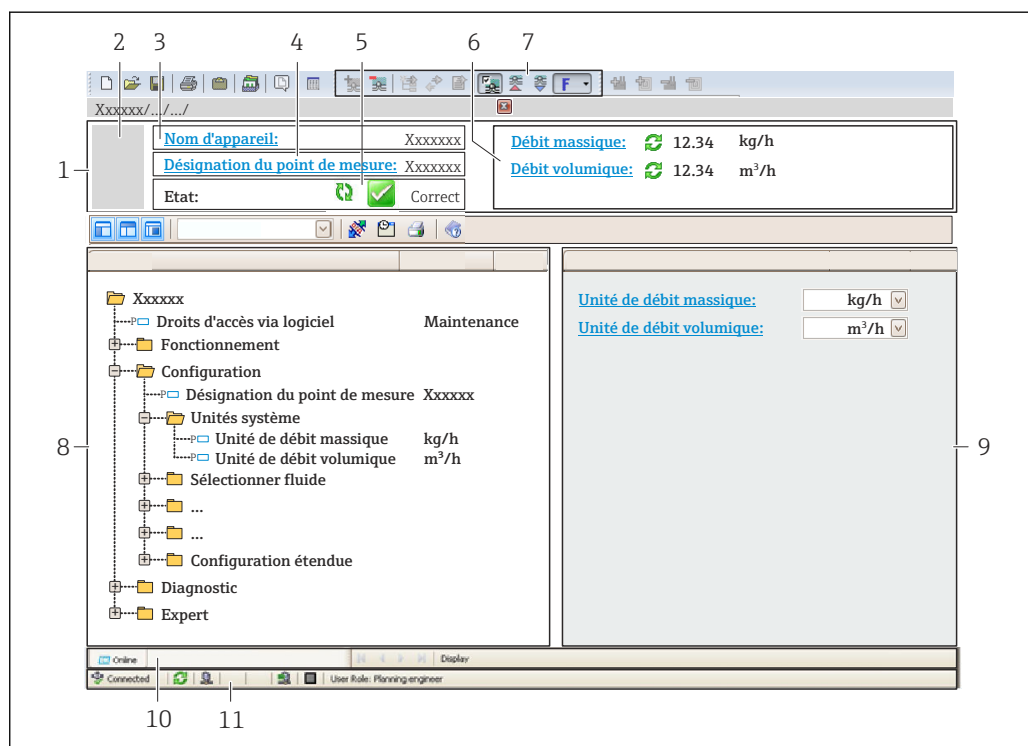 2 3 4 5 6 7
F
Xxxxxx/.../.../
1
Nom d'appareil: Xxxxxxx
Désignation du point de mesure: Xxxxxxx
Etat: Correct
Débit massique: 12.34 kg/h
Débit volumique: 12.34 m³/h
Xxxxxx
P Droits d'accès via logiciel Maintenance
Fonctionnement
Configuration
P Désignation du point de mesure Xxxxxx
Unités système
P Unité de débit massique kg/h
P Unité de débit volumique m³/h
Sélectionner fluide
...
...
Configuration étendue
Diagnostic
Expert
8
Unité de débit massique: kg/h
Unité de débit volumique: m³/h
9
Online Display
Connected User Role: Planning engineer
10 11